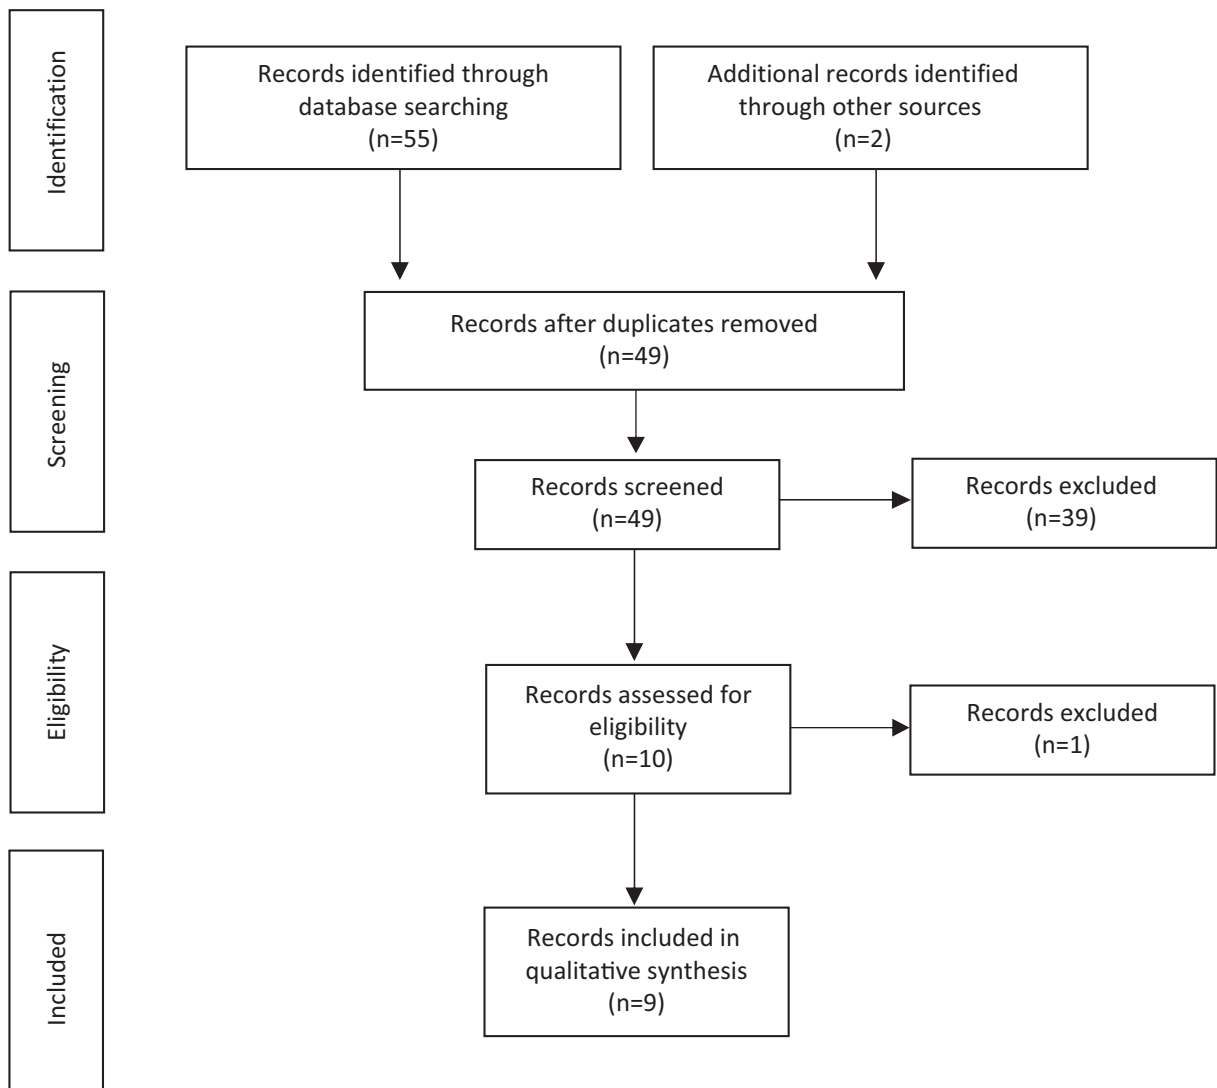 Identification
Records identified through
database searching
(n=55)
Additional records identified
through other sources
(n=2)
Screening
Records after duplicates removed
(n=49)
Records screened
(n=49)
Records excluded
(n=39)
Eligibility
Records assessed for
eligibility
(n=10)
Records excluded
(n=1)
Included
Records included in
qualitative synthesis
(n=9)